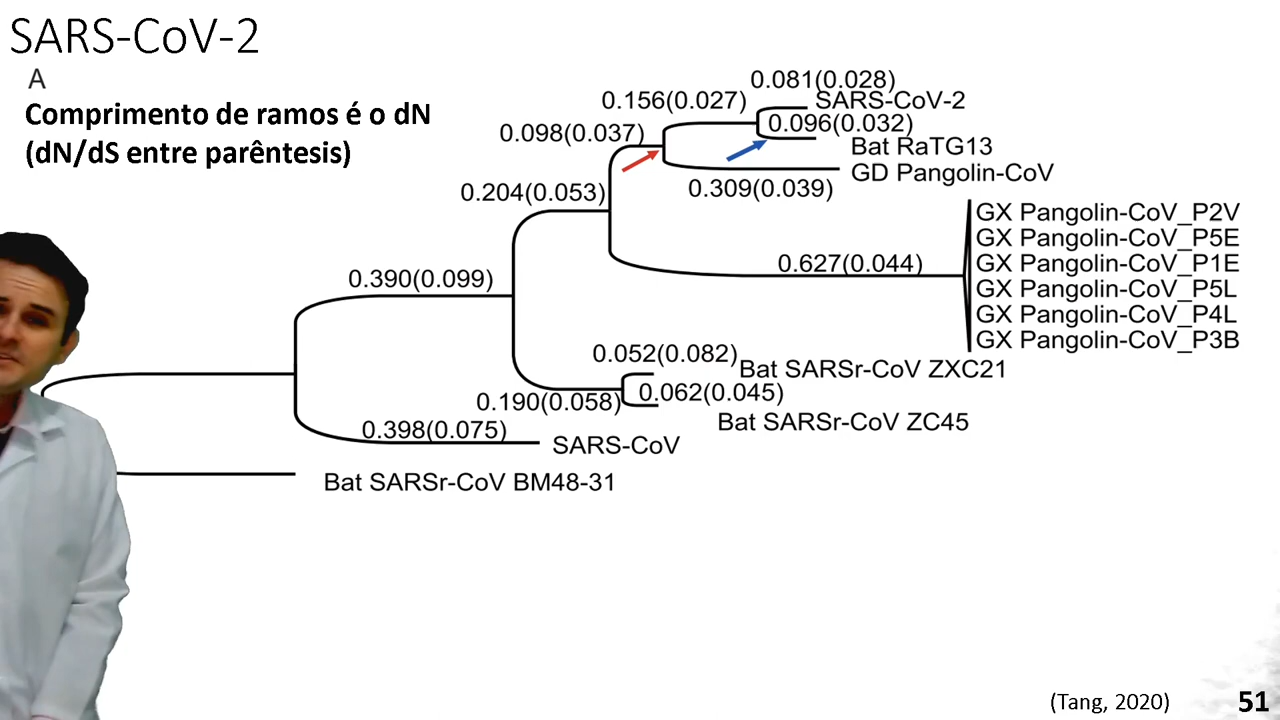 SARS-CoV-2
A
Comprimento de ramos é o dN
(dN/dS entre parêntesis)
0.081(0.028)
0.156(0.027)
SARS-CoV-2
0.096(0.032)
0.098(0.037)
Bat RaTG13
GD Pangolin-CoV
0.309(0.039)
0.204(0.053)
GX Pangolin-CoV_P2V
GX Pangolin-CoV_P5E
0.627(0.044)
GX Pangolin-CoV_P1E
0.390(0.099)
GX Pangolin-CoV_P5L
GX Pangolin-CoV_P4L
GX Pangolin-CoV_P3B
0.052(0.082)
Bat SARSr-CoV ZXC21
0.062(0.045)
0.190(0.058)
Bat SARSr-CoV ZC45
0.398(0.075)
SARS-CoV
Bat SARSr-CoV BM48-31
(Tang, 2020)
51